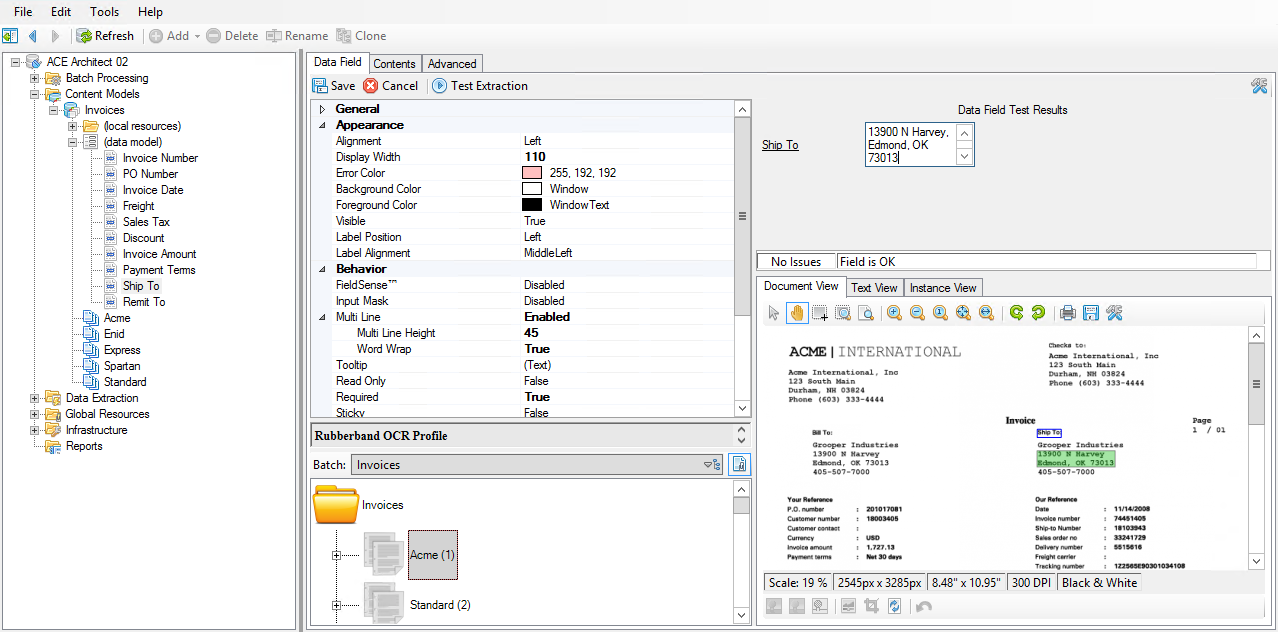 File Edit Tools Help
Refresh Add Delete Rename Clone
ACE Architect 02
Batch Processing
Content Models
Invoices
(local resources)
(data model)
Invoice Number
PO Number
Invoice Date
Freight
Sales Tax
Discount
Invoice Amount
Payment Terms
Ship To
Remit To
Acme
Enid
Express
Spartan
Standard
Data Extraction
Global Resources
Infrastructure
Reports
Data Field Contents Advanced
Save Cancel Test Extraction
General
Appearance
Alignment Left
Display Width 110
Error Color 255, 192, 192
Background Color Window
Foreground Color WindowText
Visible True
Label Position Left
Label Alignment MiddleLeft
Behavior
FieldSense™ Disabled
Input Mask Disabled
Multi Line Enabled
Multi Line Height 45
Word Wrap True
Tooltip (Text)
Read Only False
Required True
Sticky False
Rubberband OCR Profile
Batch: Invoices
Invoices
Acme (1)
Standard (2)
Data Field Test Results
Ship To
13900 N Harvey,
Edmond, OK
73013
No Issues Field is OK
Document View Text View Instance View
ACME | INTERNATIONAL
Acme International, Inc
123 South Main
Durham, NH 03824
Phone (603) 333-4444
Checks to:
Acme International, Inc
123 South Main
Durham, NH 03824
Phone (603) 333-4444
Invoice
Page
1 / 01
Bill To:
Grooper Industries
13900 N Harvey
Edmond, OK 73013
405-507-7000
Ship To:
Grooper Industries
13900 N Harvey
Edmond, OK 73013
405-507-7000
Your Reference
P.O. number : 201017081
Customer number : 18003405
Customer contact :
Currency : USD
Invoice amount : 1,727.13
Payment terms : Net 30 days
Our Reference
Date : 11/14/2008
Invoice number : 74451405
Ship-to Number : 18103943
Sales order no : 33241729
Delivery number : 5515616
Freight carrier :
Tracking number : 1Z2565E90301034108
Scale: 19 % 2545px x 3285px 8.48" x 10.95" 300 DPI Black & White